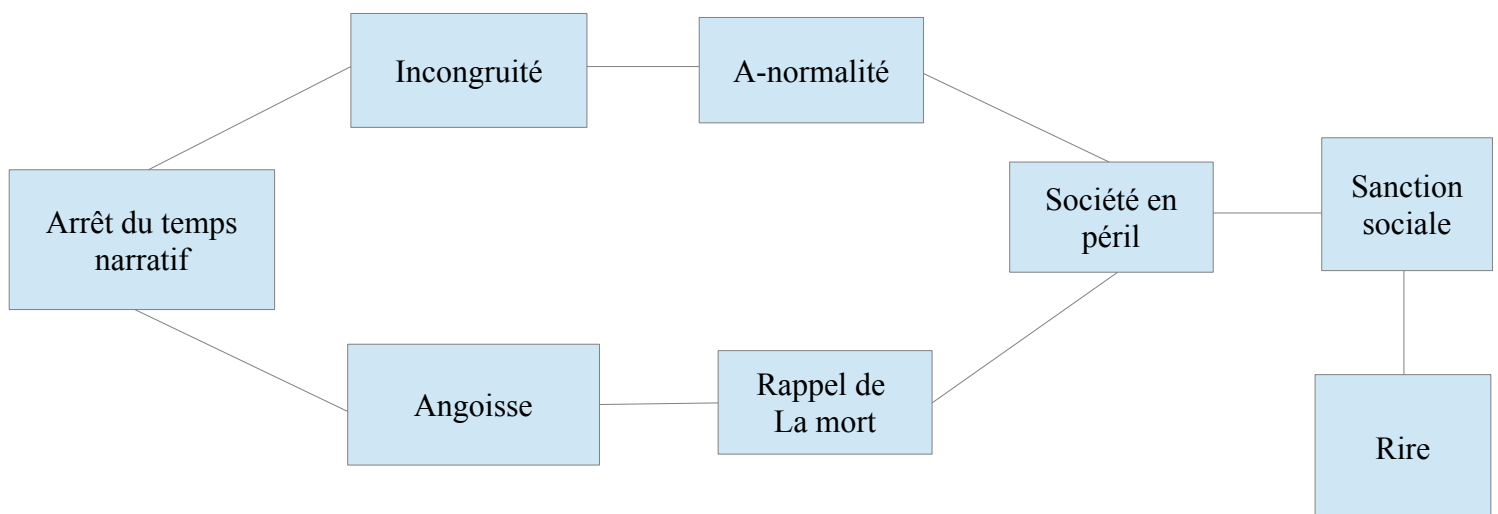 Incongruité
A-normalité
Arrêt du temps
narratif
Société en
péril
Sanction
sociale
Angoisse
Rappel de
La mort
Rire